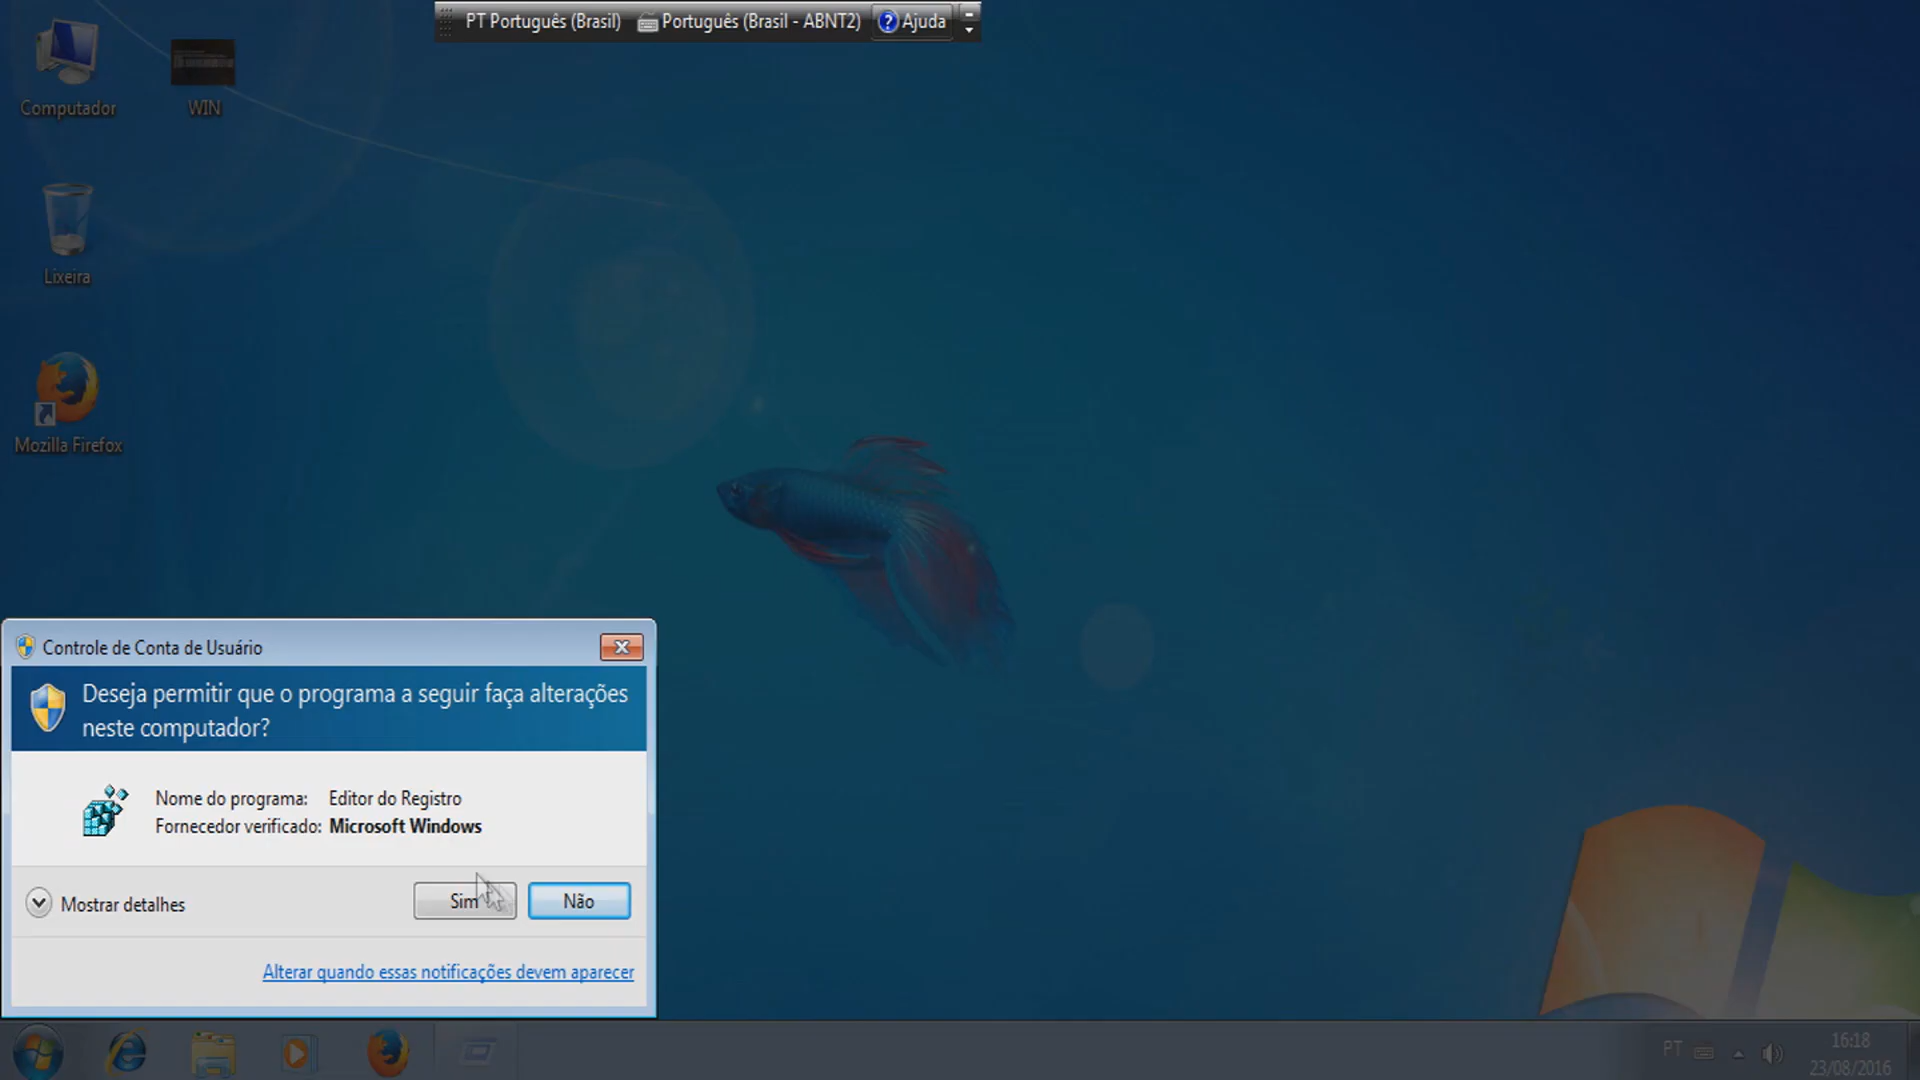 PT Português (Brasil) Português (Brasil - ABNT2) ? Ajuda
Computador
WIN
Lixeira
Mozilla Firefox
Controle de Conta de Usuário
Deseja permitir que o programa a seguir faça alterações
neste computador?
Nome do programa: Editor do Registro
Fornecedor verificado: Microsoft Windows
Mostrar detalhes
Sim
Não
Alterar quando essas notificações devem aparecer
PT
16:18
23/08/2016